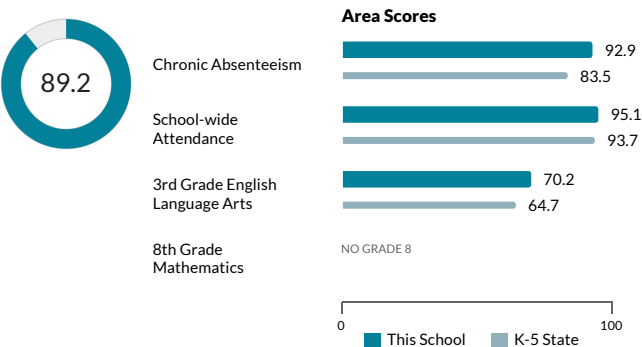 Area Scores
89.2
Chronic Absenteeism
92.9
83.5
School-wide
Attendance
95.1
93.7
3rd Grade English
Language Arts
70.2
64.7
8th Grade
Mathematics
NO GRADE 8
0
100
This School
K-5 State